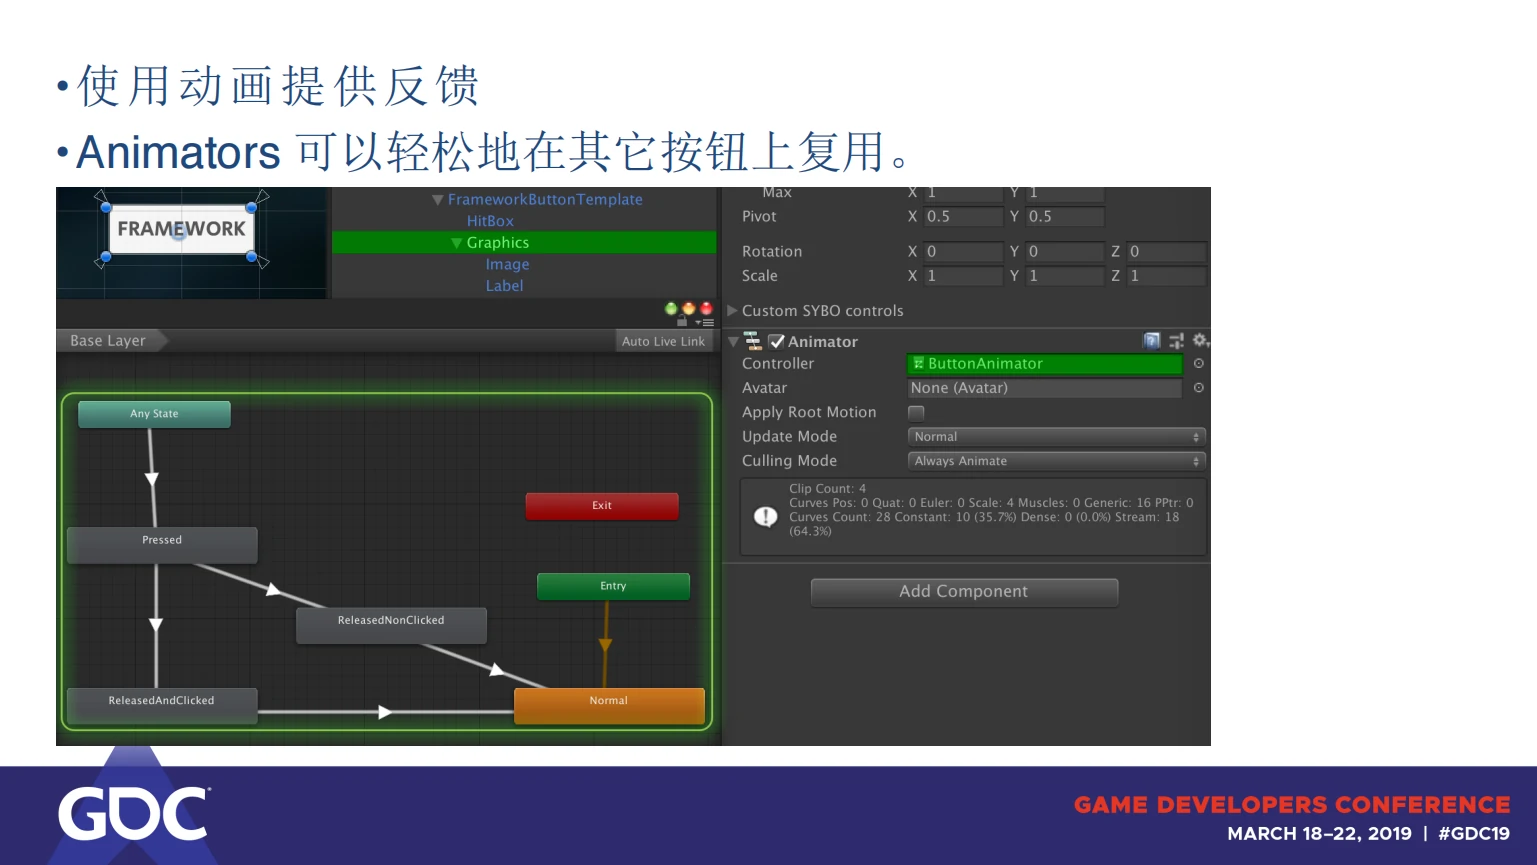 •使用动画提供反馈
•Animators 可以轻松地在其它按钮上复用。
FRAMEWORK
FrameworkButtonTemplate
HitBox
Graphics
Image
Label
Max X 1 Y 1
Pivot X 0.5 Y 0.5
Rotation X 0 Y 0 Z 0
Scale X 1 Y 1 Z 1
Custom SYBO controls
Base Layer
Auto Live Link
Any State
Pressed
Exit
Entry
ReleasedNonClicked
ReleasedAndClicked
Normal
Animator
Controller ButtonAnimator
Avatar None (Avatar)
Apply Root Motion
Update Mode Normal
Culling Mode Always Animate
Clip Count: 4
Curves Pos: 0 Quat: 0 Euler: 0 Scale: 4 Muscles: 0 Generic: 16 PPtr: 0
Curves Count: 28 Constant: 10 (35.7%) Dense: 0 (0.0%) Stream: 18
(64.3%)
Add Component
GDC
GAME DEVELOPERS CONFERENCE
MARCH 18–22, 2019 | #GDC19